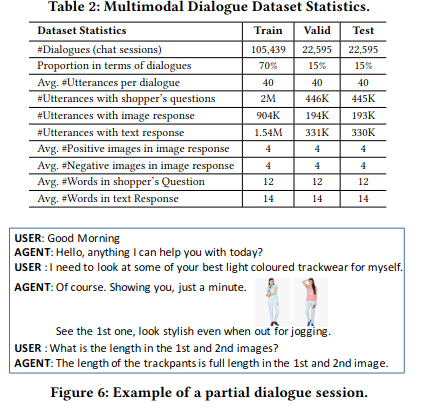 Table 2: Multimodal Dialogue Dataset Statistics.
Dataset Statistics Train Valid Test
#Dialogues (chat sessions) 105,439 22,595 22,595
Proportion in terms of dialogues 70% 15% 15%
Avg. #Utterances per dialogue 40 40 40
#Utterances with shopper's questions 2M 446K 445K
#Utterances with image response 904K 194K 193K
#Utterances with text response 1.54M 331K 330K
Avg. #Positive images in image response 4 4 4
Avg. #Negative images in image response 4 4 4
Avg. #Words in shopper's Question 12 12 12
Avg. #Words in text Response 14 14 14
USER: Good Morning
AGENT: Hello, anything I can help you with today?
USER : I need to look at some of your best light coloured trackwear for myself.
AGENT: Of course. Showing you, just a minute.
See the 1st one, look stylish even when out for jogging.
USER : What is the length in the 1st and 2nd images?
AGENT: The length of the trackpants is full length in the 1st and 2nd image.
Figure 6: Example of a partial dialogue session.